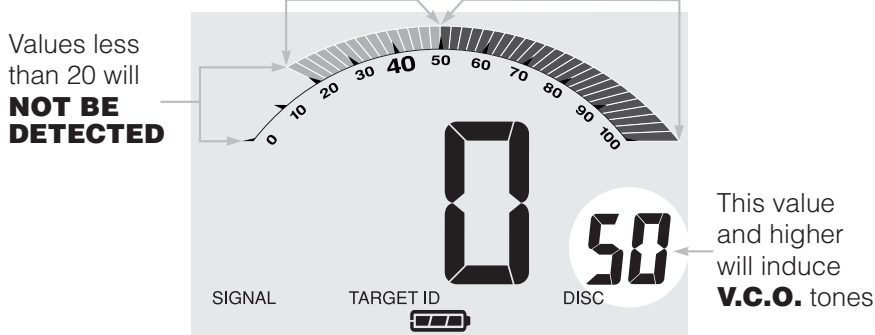 Values less
than 20 will
NOT BE
DETECTED
0 10 20 30 40 50 60 70 80 90 100
0
50
This value
and higher
will induce
V.C.O. tones
SIGNAL TARGET ID DISC